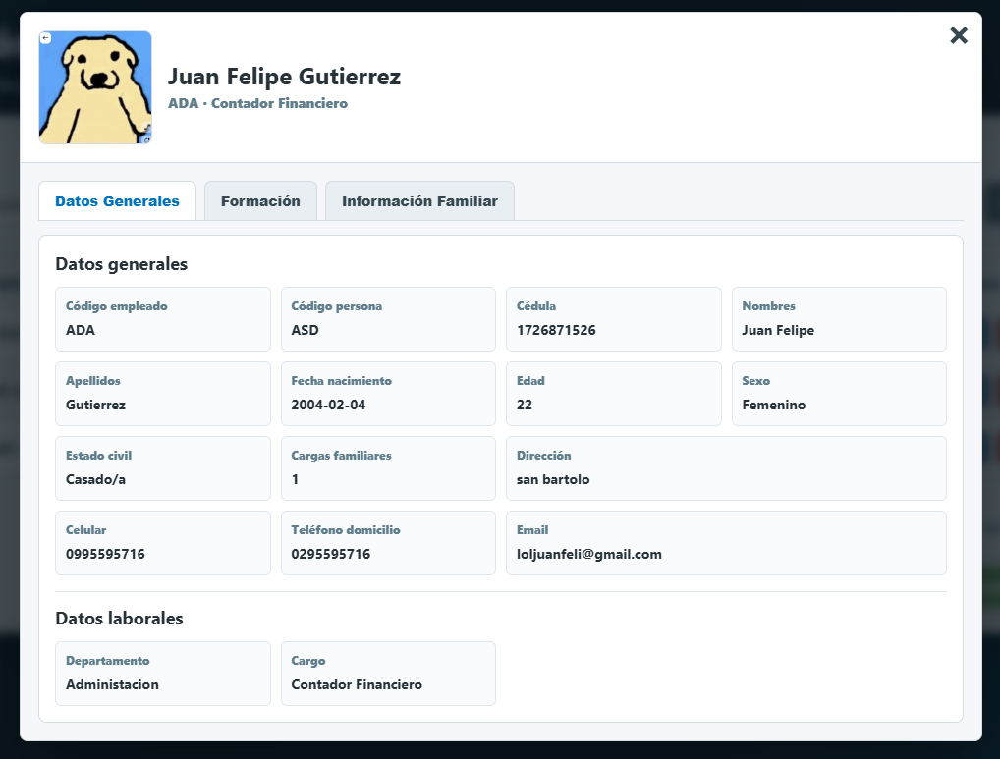 Juan Felipe Gutierrez
ADA · Contador Financiero
Datos Generales
Formación
Información Familiar
Datos generales
Código empleado
ADA
Código persona
ASD
Cédula
1726871526
Nombres
Juan Felipe
Apellidos
Gutierrez
Fecha nacimiento
2004-02-04
Edad
22
Sexo
Femenino
Estado civil
Casado/a
Cargas familiares
1
Dirección
san bartolo
Celular
0995595716
Teléfono domicilio
0295595716
Email
loljuanfeli@gmail.com
Datos laborales
Departamento
Administacion
Cargo
Contador Financiero